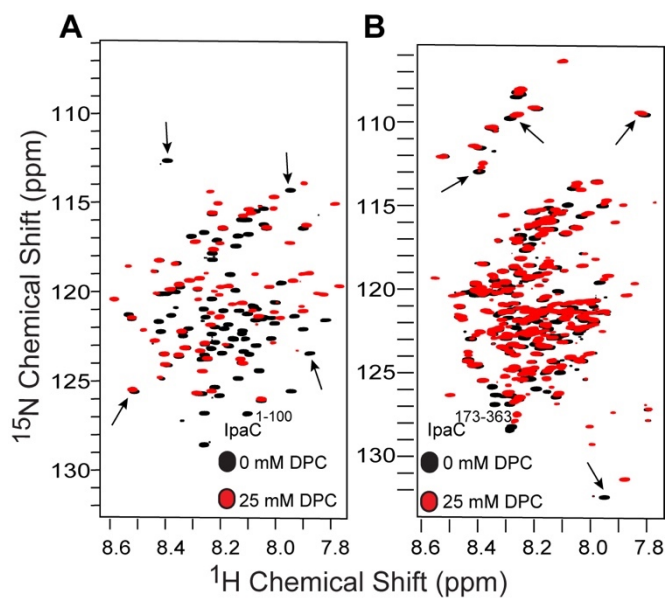 A
B
110
115
120
125
130
110
115
120
125
130
15N Chemical Shift (ppm)
IpaC1-100
0 mM DPC
25 mM DPC
IpaC173-363
0 mM DPC
25 mM DPC
8.6 8.4 8.2 8.0 7.8
8.6 8.4 8.2 8.0 7.8
1H Chemical Shift (ppm)